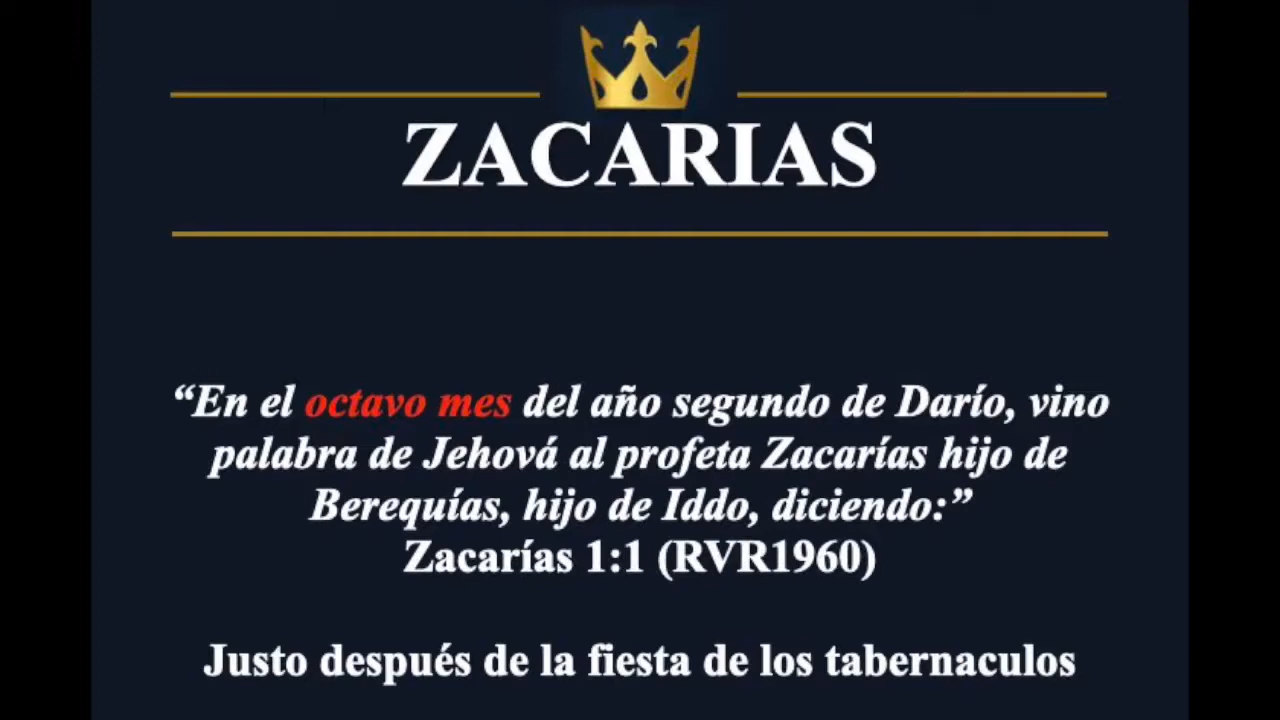 ZACARIAS
“En el octavo mes del año segundo de Darío, vino
palabra de Jehová al profeta Zacarías hijo de
Berequías, hijo de Iddo, diciendo:”
Zacarías 1:1 (RVR1960)
Justo después de la fiesta de los tabernaculos